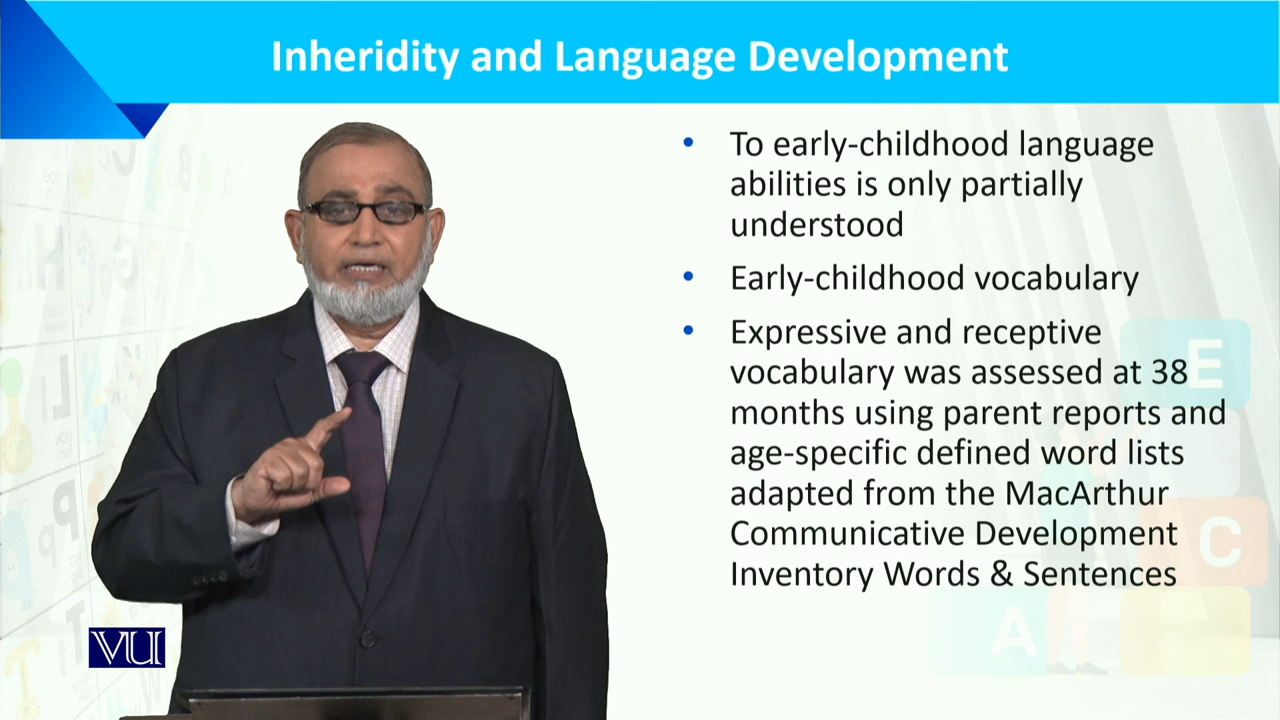 Inheridity and Language Development
To early-childhood language
abilities is only partially
understood
Early-childhood vocabulary
Expressive and receptive
vocabulary was assessed at 38
months using parent reports and
age-specific defined word lists
adapted from the MacArthur
Communicative Development
Inventory Words & Sentences
E
C
A
VU